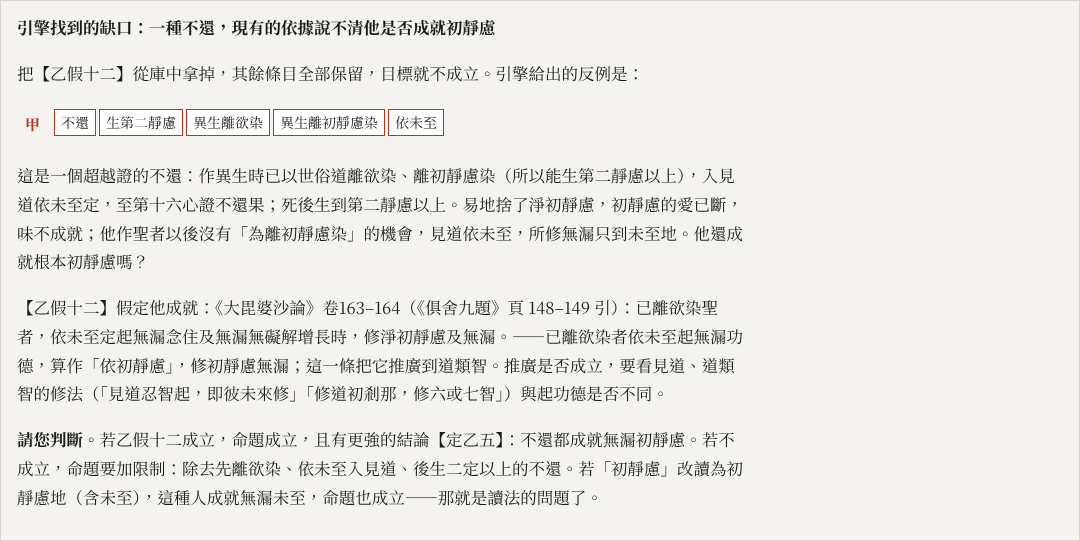 引擎找到的缺口：一種不還，現有的依據說不清他是否成就初靜慮
把【乙假十二】從庫中拿掉，其餘條目全部保留，目標就不成立。引擎給出的反例是：
甲 不還 生第二靜慮 異生離欲染 異生離初靜慮染 依未至
這是一個超越證的不還：作異生時已以世俗道離欲染、離初靜慮染（所以能生第二靜慮以上），入見
道依未至定，至第十六心證不還果；死後生到第二靜慮以上。易地捨了淨初靜慮，初靜慮的愛已斷，
味不成就；他作聖者以後沒有「為離初靜慮染」的機會，見道依未至，所修無漏只到未至地。他還成
就根本初靜慮嗎？
【乙假十二】假定他成就：《大毘婆沙論》卷163–164（《俱舍九題》頁 148–149 引）：已離欲染聖
者，依未至定起無漏念住及無漏無礙解增長時，修淨初靜慮及無漏。——已離欲染者依未至起無漏功
德，算作「依初靜慮」，修初靜慮無漏；這一條把它推廣到道類智。推廣是否成立，要看見道、道類
智的修法（「見道忍智起，即彼未來修」「修道初剎那，修六或七智」）與起功德是否不同。
請您判斷。若乙假十二成立，命題成立，且有更強的結論【定乙五】：不還都成就無漏初靜慮。若不
成立，命題要加限制：除去先離欲染、依未至入見道、後生二定以上的不還。若「初靜慮」改讀為初
靜慮地（含未至），這種人成就無漏未至，命題也成立——那就是讀法的問題了。